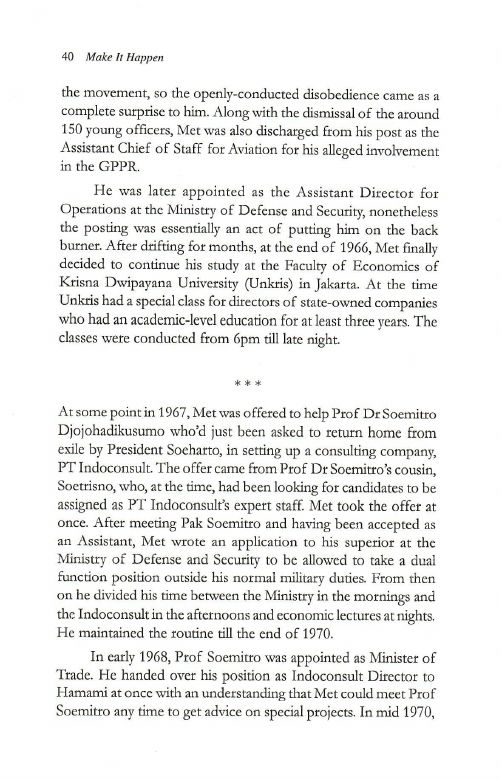 40 Make It Happen
the movement, so the openly-conducted disobedience came as a
complete surprise to him. Along with the dismissal of the around
150 young officers, Met was also discharged from his post as the
Assistant Chief of Staff for Aviation for his alleged involvement
in the GPPR.
He was later appointed as the Assistant Director for
Operations at the Ministry of Defense and Security, nonetheless
the posting was essentially an act of putting him on the back
burner. After drifting for months, at the end of 1966, Met finally
decided to continue his study at the Faculty of Economics of
Krisna Dwipayana University (Unkris) in Jakarta. At the time
Unkris had a special class for directors of state-owned companies
who had an academic-level education for at least three years. The
classes were conducted from 6pm till late night.
***
At some point in 1967, Met was offered to help Prof Dr Soemitro
Djojohadikusumo who'd just been asked to return home from
exile by President Soeharto, in setting up a consulting company,
PT Indoconsult. The offer came from Prof Dr Soemitro's cousin,
Soetrisno, who, at the time, had been looking for candidates to be
assigned as PT Indoconsult's expert staff. Met took the offer at
once. After meeting Pak Soemitro and having been accepted as
an Assistant, Met wrote an application to his superior at the
Ministry of Defense and Security to be allowed to take a dual
function position outside his normal military duties. From then
on he divided his time between the Ministry in the mornings and
the Indoconsult in the afternoons and economic lectures at nights.
He maintained the routine till the end of 1970.
In early 1968, Prof Soemitro was appointed as Minister of
Trade. He handed over his position as Indoconsult Director to
Hamami at once with an understanding that Met could meet Prof
Soemitro any time to get advice on special projects. In mid 1970,